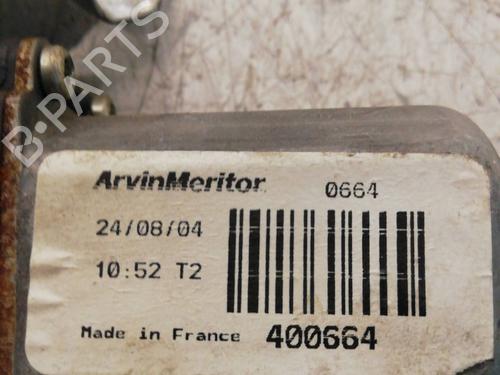 B-PARTS
ArvinMeritor 0664
24/08/04
10:52 T2
Made in France 400664